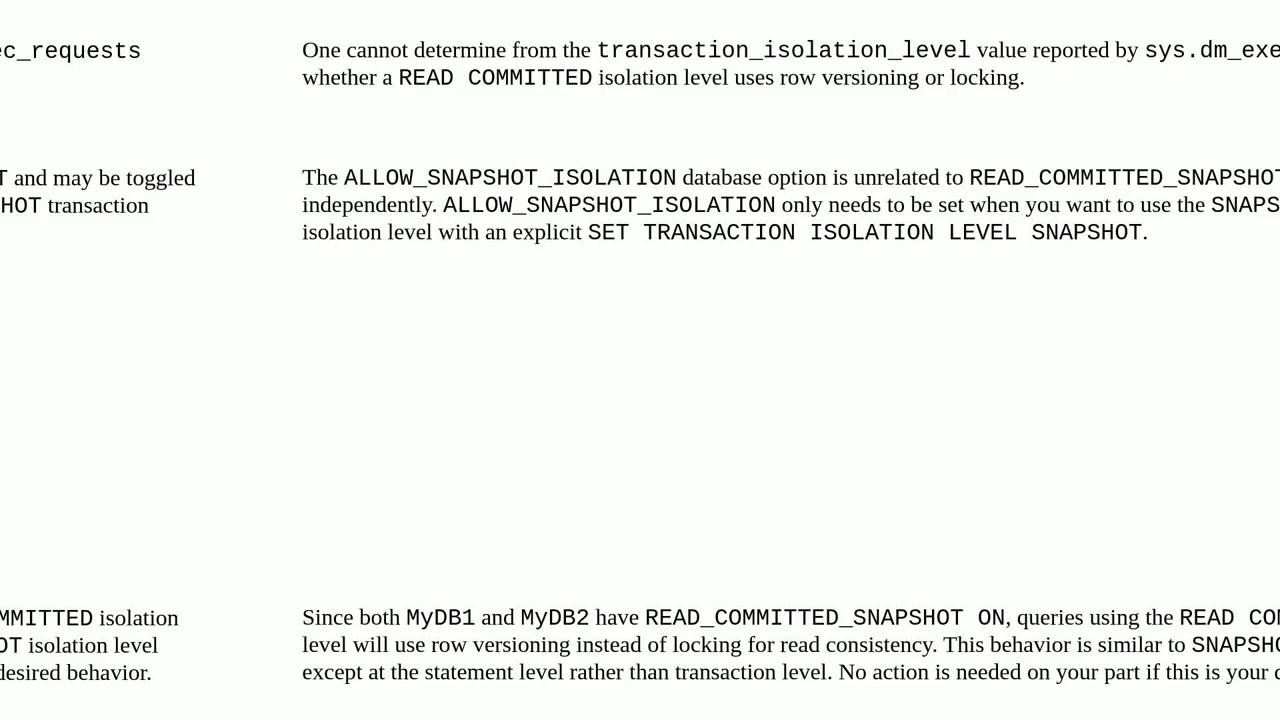 ec_requests
One cannot determine from the transaction_isolation_level value reported by sys.dm_exe
whether a READ COMMITTED isolation level uses row versioning or locking.
T and may be toggled
HOT transaction
The ALLOW_SNAPSHOT_ISOLATION database option is unrelated to READ_COMMITTED_SNAPSHOT
independently. ALLOW_SNAPSHOT_ISOLATION only needs to be set when you want to use the SNAPS
isolation level with an explicit SET TRANSACTION ISOLATION LEVEL SNAPSHOT.
MMITTED isolation
OT isolation level
desired behavior.
Since both MyDB1 and MyDB2 have READ_COMMITTED_SNAPSHOT ON, queries using the READ COM
level will use row versioning instead of locking for read consistency. This behavior is similar to SNAPSHO
except at the statement level rather than transaction level. No action is needed on your part if this is your d